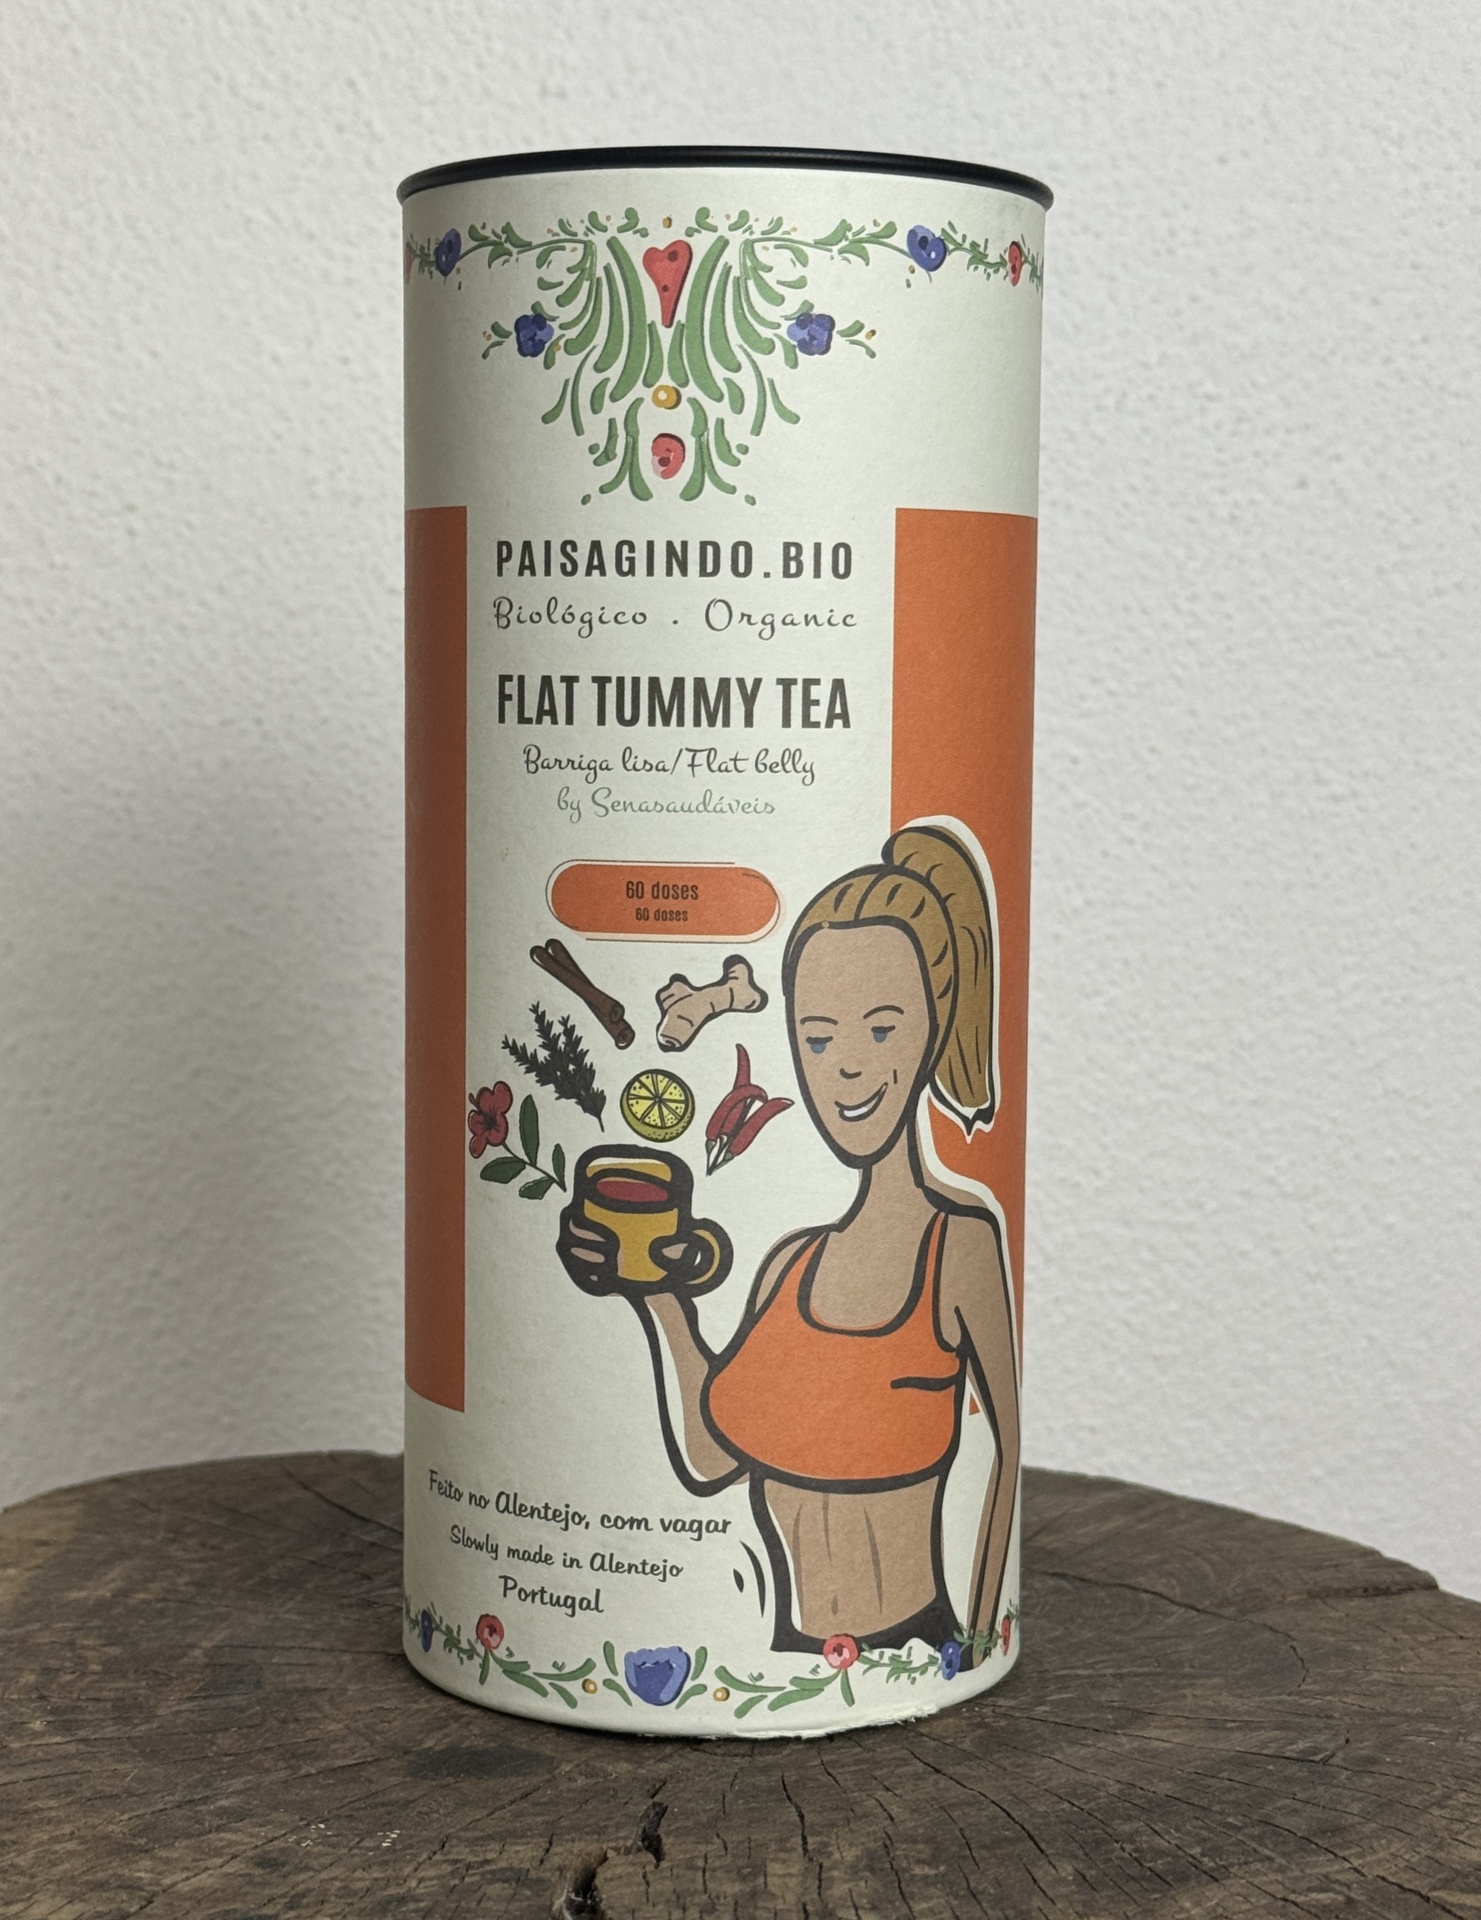 PAISAGINDO.BIO
Biológico . Organic
FLAT TUMMY TEA
Barriga lisa/Flat belly
by Senasaudáveis
60 doses
60 doses
Feito no Alentejo, com vagar
Slowly made in Alentejo
Portugal